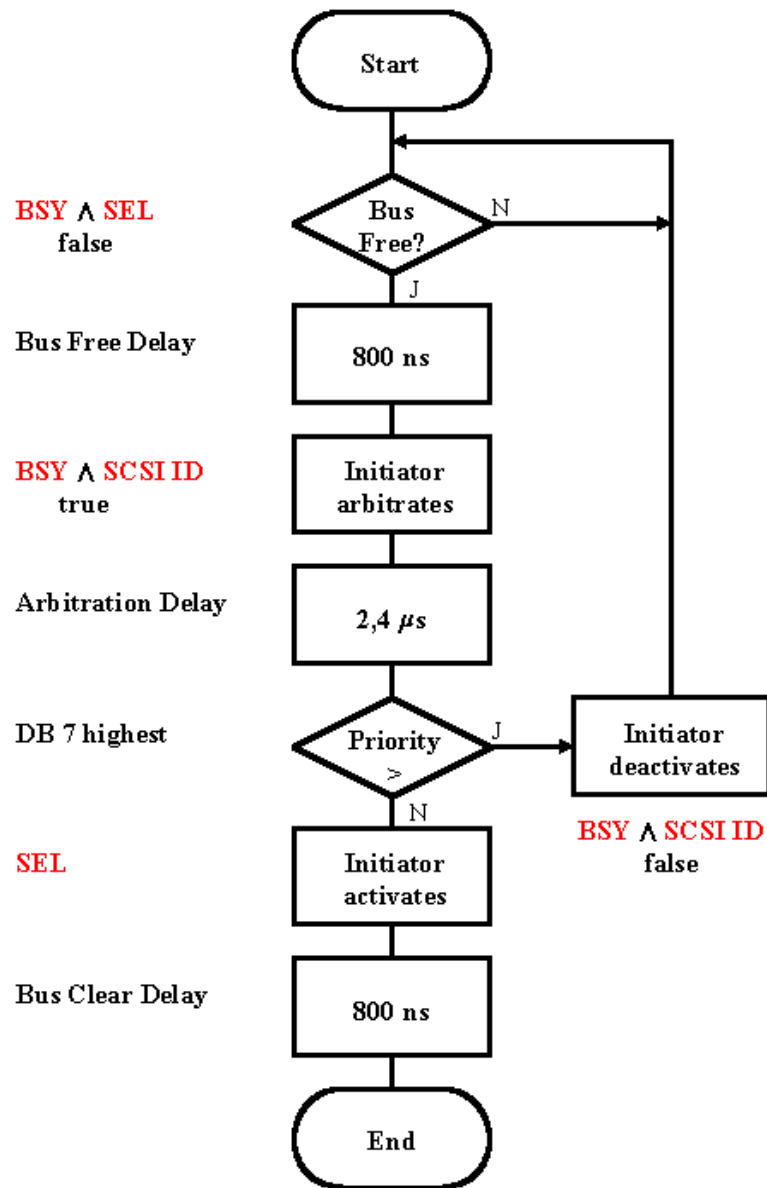 Start
BSY ∧ SEL
false
Bus
Free?
N
J
Bus Free Delay
800 ns
BSY ∧ SCSI ID
true
Initiator
arbitrates
Arbitration Delay
2,4 µs
DB 7 highest
Priority
>
J
N
Initiator
deactivates
BSY ∧ SCSI ID
false
SEL
Initiator
activates
Bus Clear Delay
800 ns
End